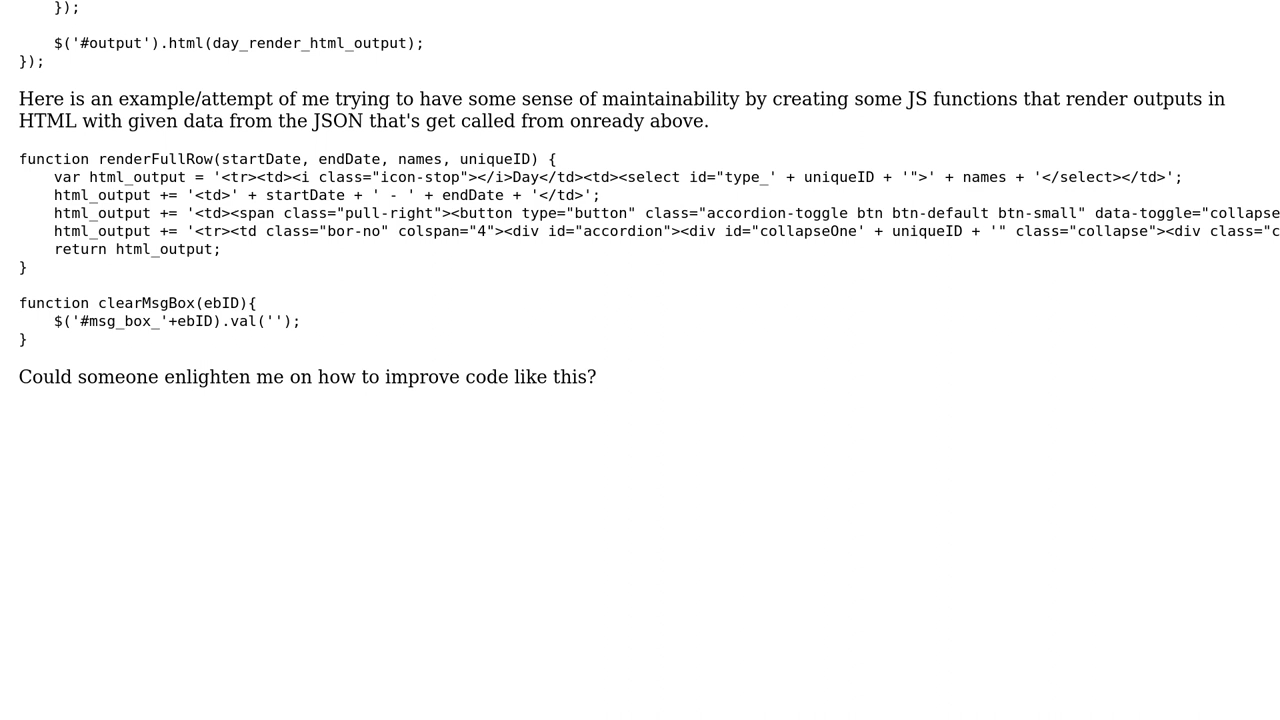 });
    $('#output').html(day_render_html_output);
});
Here is an example/attempt of me trying to have some sense of maintainability by creating some JS functions that render outputs in
HTML with given data from the JSON that's get called from onready above.
function renderFullRow(startDate, endDate, names, uniqueID) {
    var html_output = '<tr><td><i class="icon-stop"></i>Day</td><td><select id="type_' + uniqueID + '">' + names + '</select></td>';
    html_output += '<td>' + startDate + ' - ' + endDate + '</td>';
    html_output += '<td><span class="pull-right"><button type="button" class="accordion-toggle btn btn-default btn-small" data-toggle="collapse
    html_output += '<tr><td class="bor-no" colspan="4"><div id="accordion"><div id="collapseOne' + uniqueID + '" class="collapse"><div class="c
    return html_output;
}
function clearMsgBox(ebID){
    $('#msg_box_'+ebID).val('');
}
Could someone enlighten me on how to improve code like this?